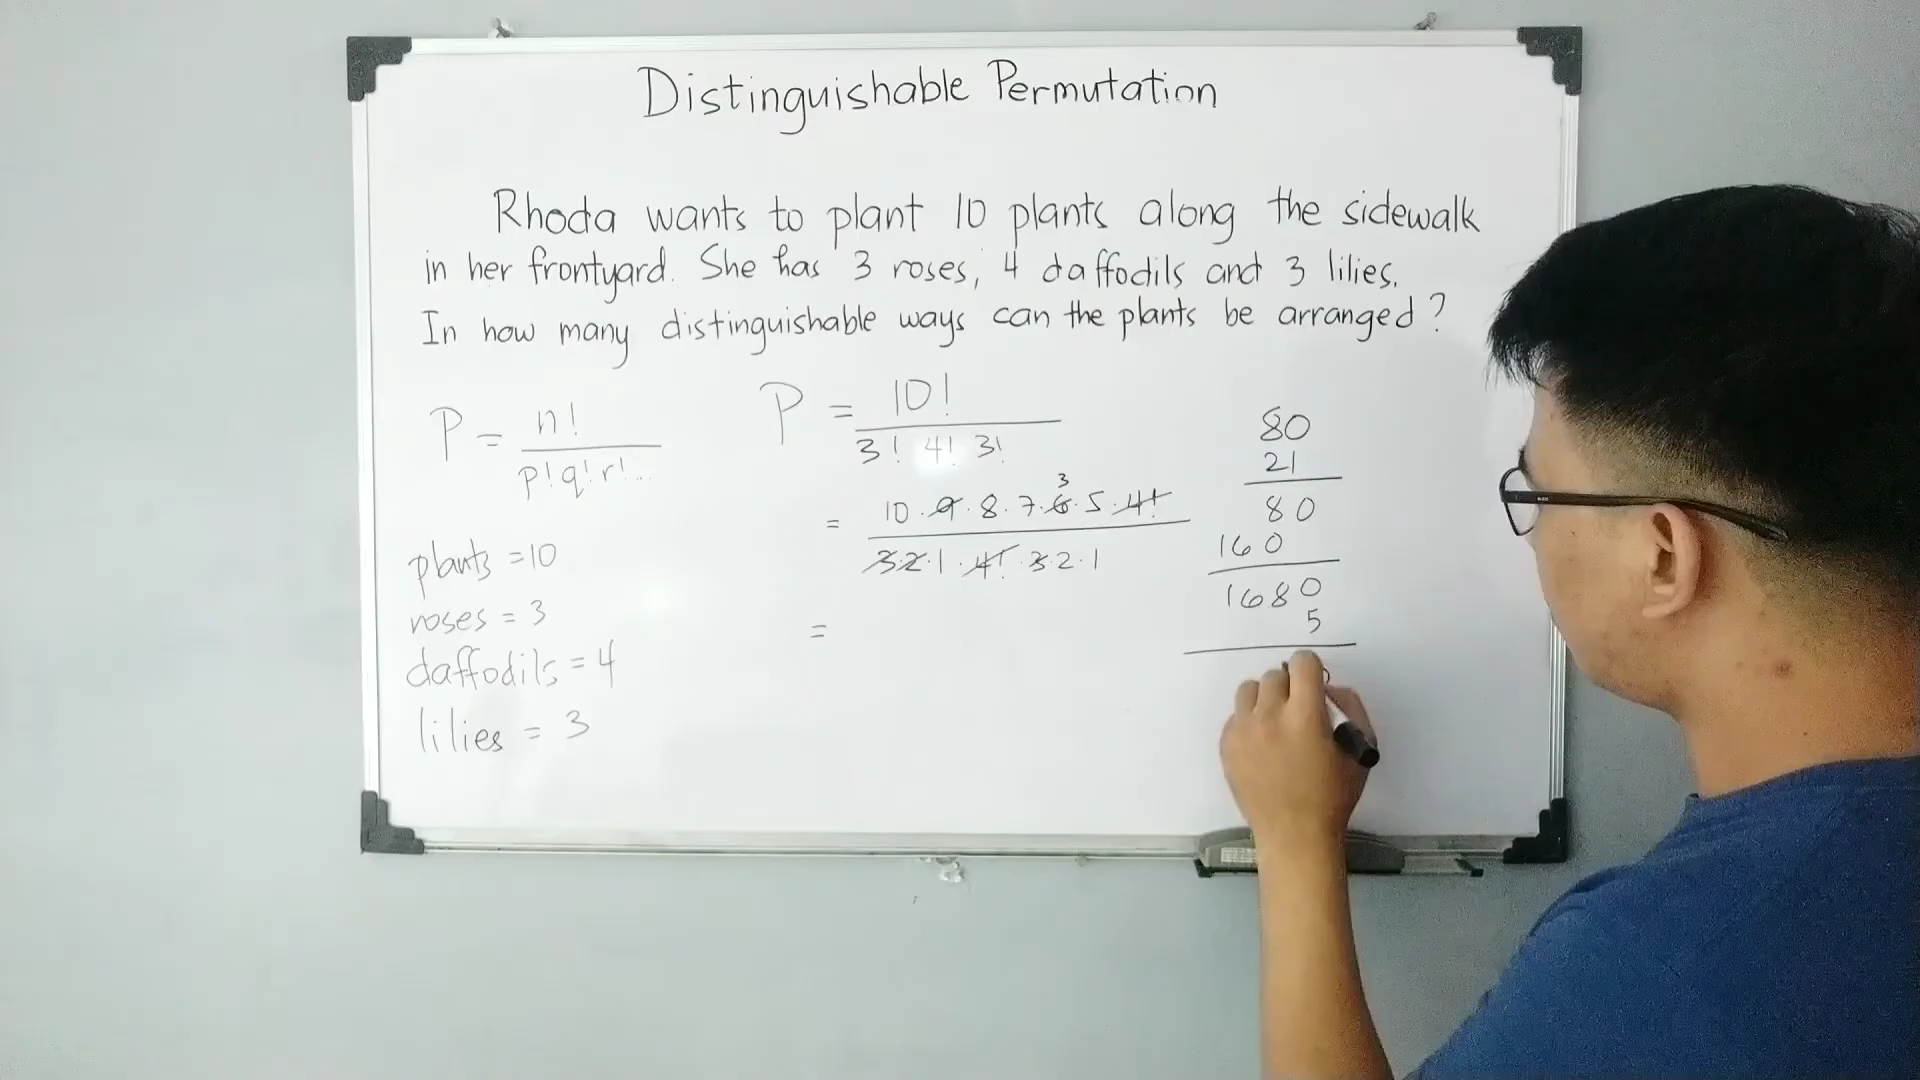 Distinguishable Permutation
Rhoda wants to plant 10 plants along the sidewalk
in her frontyard. She has 3 roses, 4 daffodils and 3 lilies.
In how many distinguishable ways can the plants be arranged?
P = n! / p!q!r!...
plants = 10
roses = 3
daffodils = 4
lilies = 3
P = 10! / 3! 4! 3!
3
= 10 · 9 · 8 · 7 · 6 · 5 · 4! / 3·2·1 · 4! · 3·2·1
=
80
21
80
160
1680
5